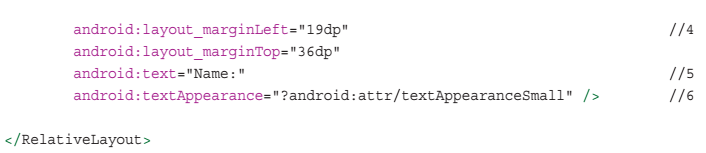 android:layout_marginLeft="19dp" //4
android:layout_marginTop="36dp"
android:text="Name:" //5
android:textAppearance="?android:attr/textAppearanceSmall" /> //6
</RelativeLayout>